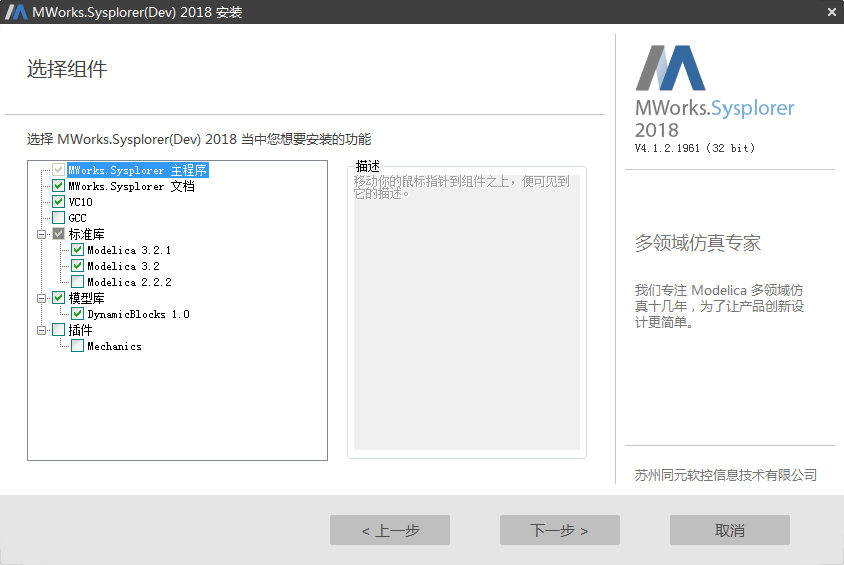 MWorks.Sysplorer(Dev) 2018 安装
选择组件
选择 MWorks.Sysplorer(Dev) 2018 当中您想要安装的功能
MWorks.Sysplorer 主程序
MWorks.Sysplorer 文档
VC10
GCC
标准库
Modelica 3.2.1
Modelica 3.2
Modelica 2.2.2
模型库
DynamicBlocks 1.0
插件
Mechanics
描述
移动你的鼠标指针到组件之上，便可见到
它的描述。
MWorks.Sysplorer
2018
V4.1.2.1961 (32 bit)
多领域仿真专家
我们专注 Modelica 多领域仿
真十几年，为了让产品创新设
计更简单。
苏州同元软控信息技术有限公司
< 上一步
下一步 >
取消